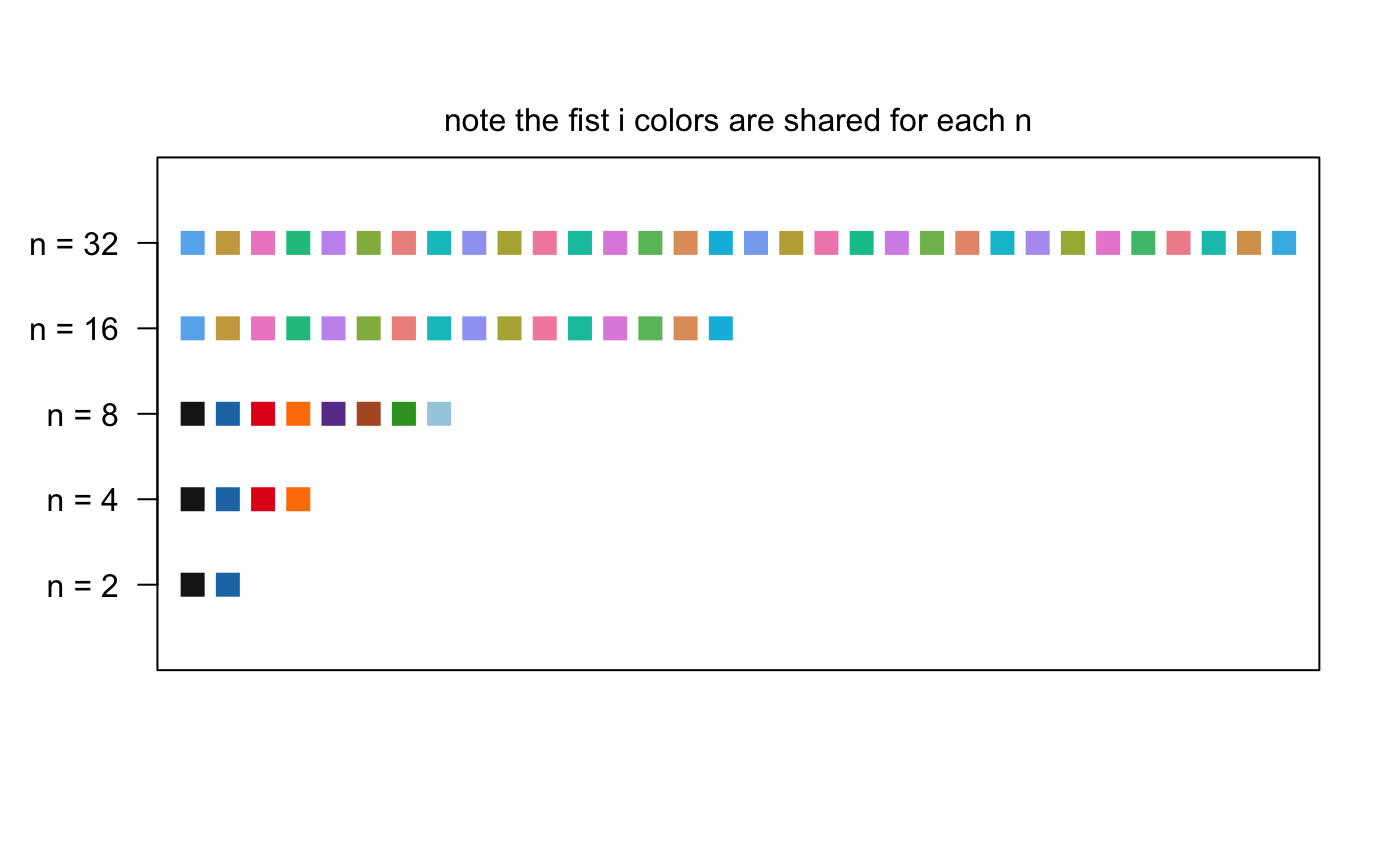 note the fist i colors are shared for each n
n = 32
n = 16
n = 8
n = 4
n = 2